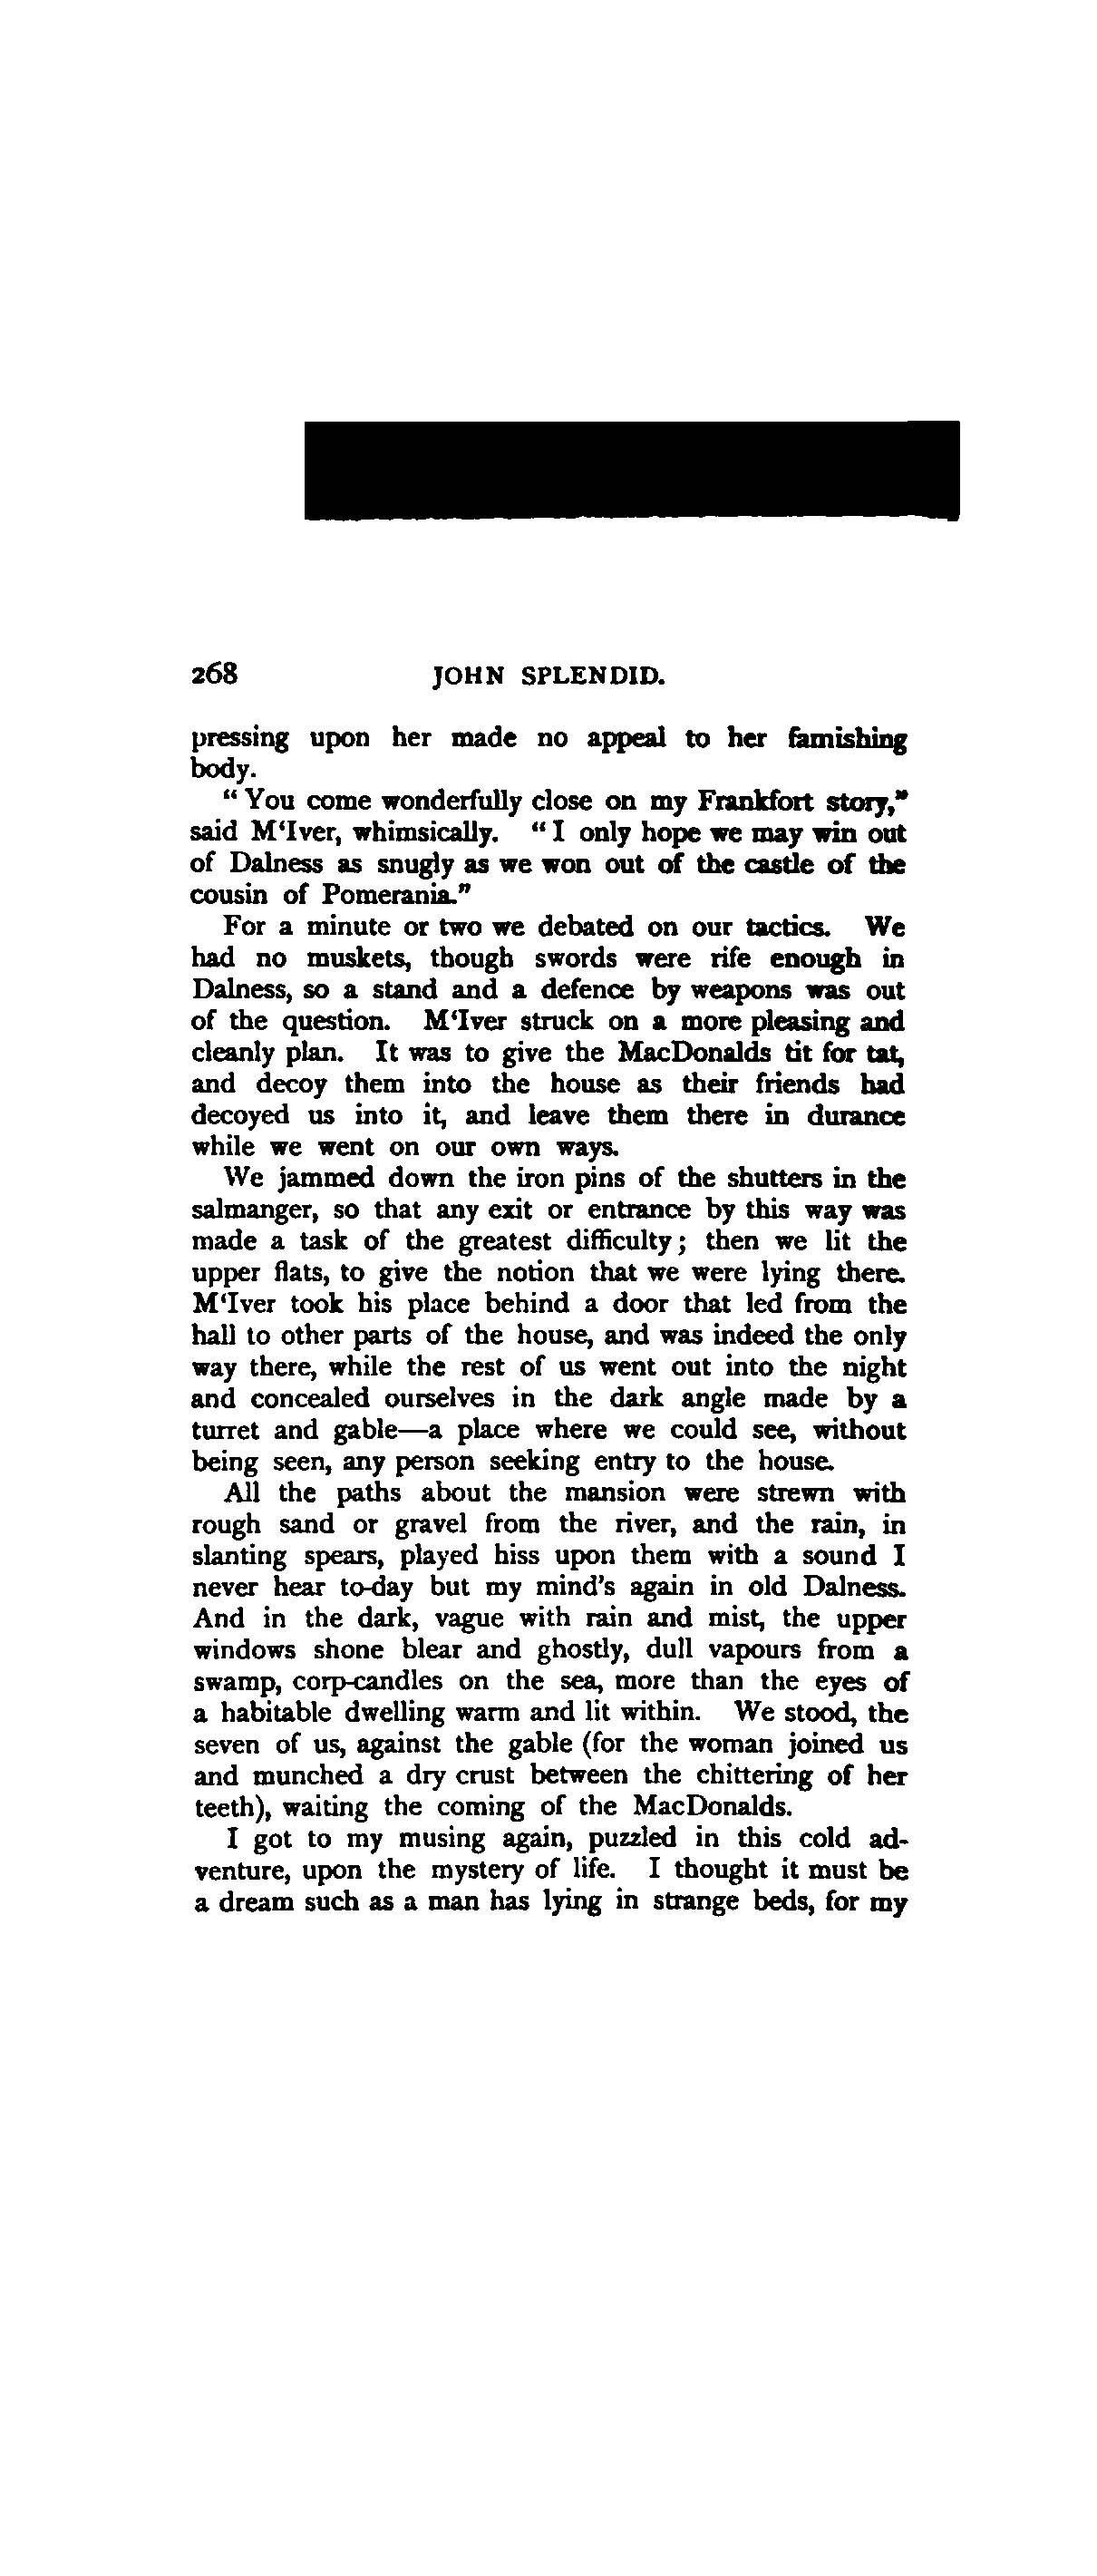 268 JOHN SPLENDID.
pressing upon her made no appeal to her famishing
body.
“ You come wonderfully close on my Frankfort story,”
said M‘Iver, whimsically. “ I only hope we may win out
of Dalness as snugly as we won out of the castle of the
cousin of Pomerania.”
For a minute or two we debated on our tactics. We
had no muskets, though swords were rife enough in
Dalness, so a stand and a defence by weapons was out
of the question. M‘Iver struck on a more pleasing and
cleanly plan. It was to give the MacDonalds tit for tat,
and decoy them into the house as their friends had
decoyed us into it, and leave them there in durance
while we went on our own ways.
We jammed down the iron pins of the shutters in the
salmanger, so that any exit or entrance by this way was
made a task of the greatest difficulty; then we lit the
upper flats, to give the notion that we were lying there.
M‘Iver took his place behind a door that led from the
hall to other parts of the house, and was indeed the only
way there, while the rest of us went out into the night
and concealed ourselves in the dark angle made by a
turret and gable—a place where we could see, without
being seen, any person seeking entry to the house.
All the paths about the mansion were strewn with
rough sand or gravel from the river, and the rain, in
slanting spears, played hiss upon them with a sound I
never hear to-day but my mind's again in old Dalness.
And in the dark, vague with rain and mist, the upper
windows shone blear and ghostly, dull vapours from a
swamp, corp-candles on the sea, more than the eyes of
a habitable dwelling warm and lit within. We stood, the
seven of us, against the gable (for the woman joined us
and munched a dry crust between the chittering of her
teeth), waiting the coming of the MacDonalds.
I got to my musing again, puzzled in this cold ad-
venture, upon the mystery of life. I thought it must be
a dream such as a man has lying in strange beds, for my